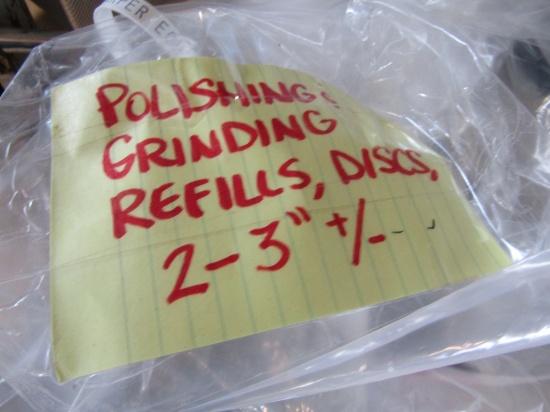 POLISHING &
GRINDING
REFILLS, DISCS,
2-3" +/-